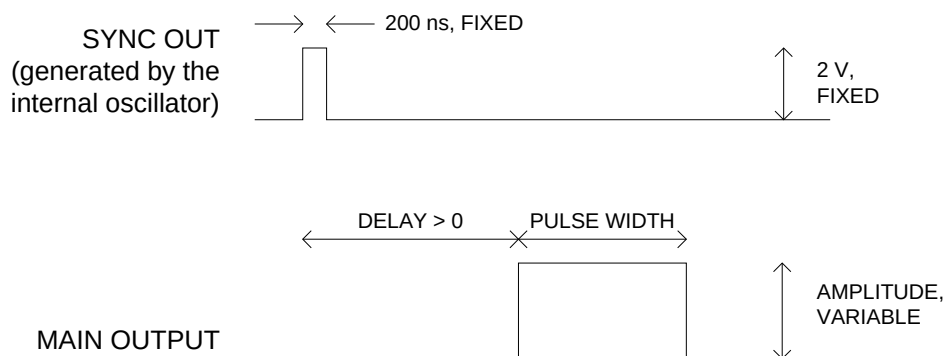 200 ns, FIXED
SYNC OUT
(generated by the
internal oscillator)
2 V,
FIXED
DELAY > 0
PULSE WIDTH
AMPLITUDE,
VARIABLE
MAIN OUTPUT